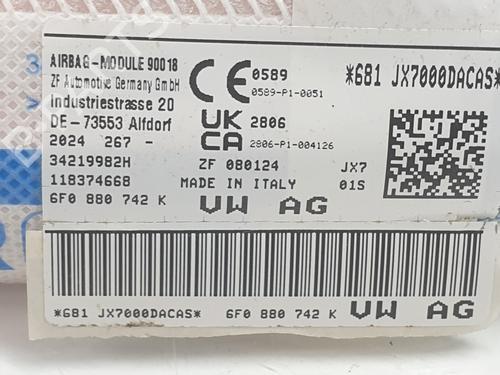 AIRBAG-MODULE 90018
ZF Automotive Germany GmbH
Industriestrasse 20
DE-73553 Alfdorf
2024 267 -
34219982H
118374668
6F0 880 742 K
CE 0589
0589-P1-0051
UK CA 2806
2806-P1-004126
ZF 080124 JX7
MADE IN ITALY 01S
VW AG
*681 JX7000DACAS*
*681 JX7000DACAS* 6F0 880 742 K VW AG